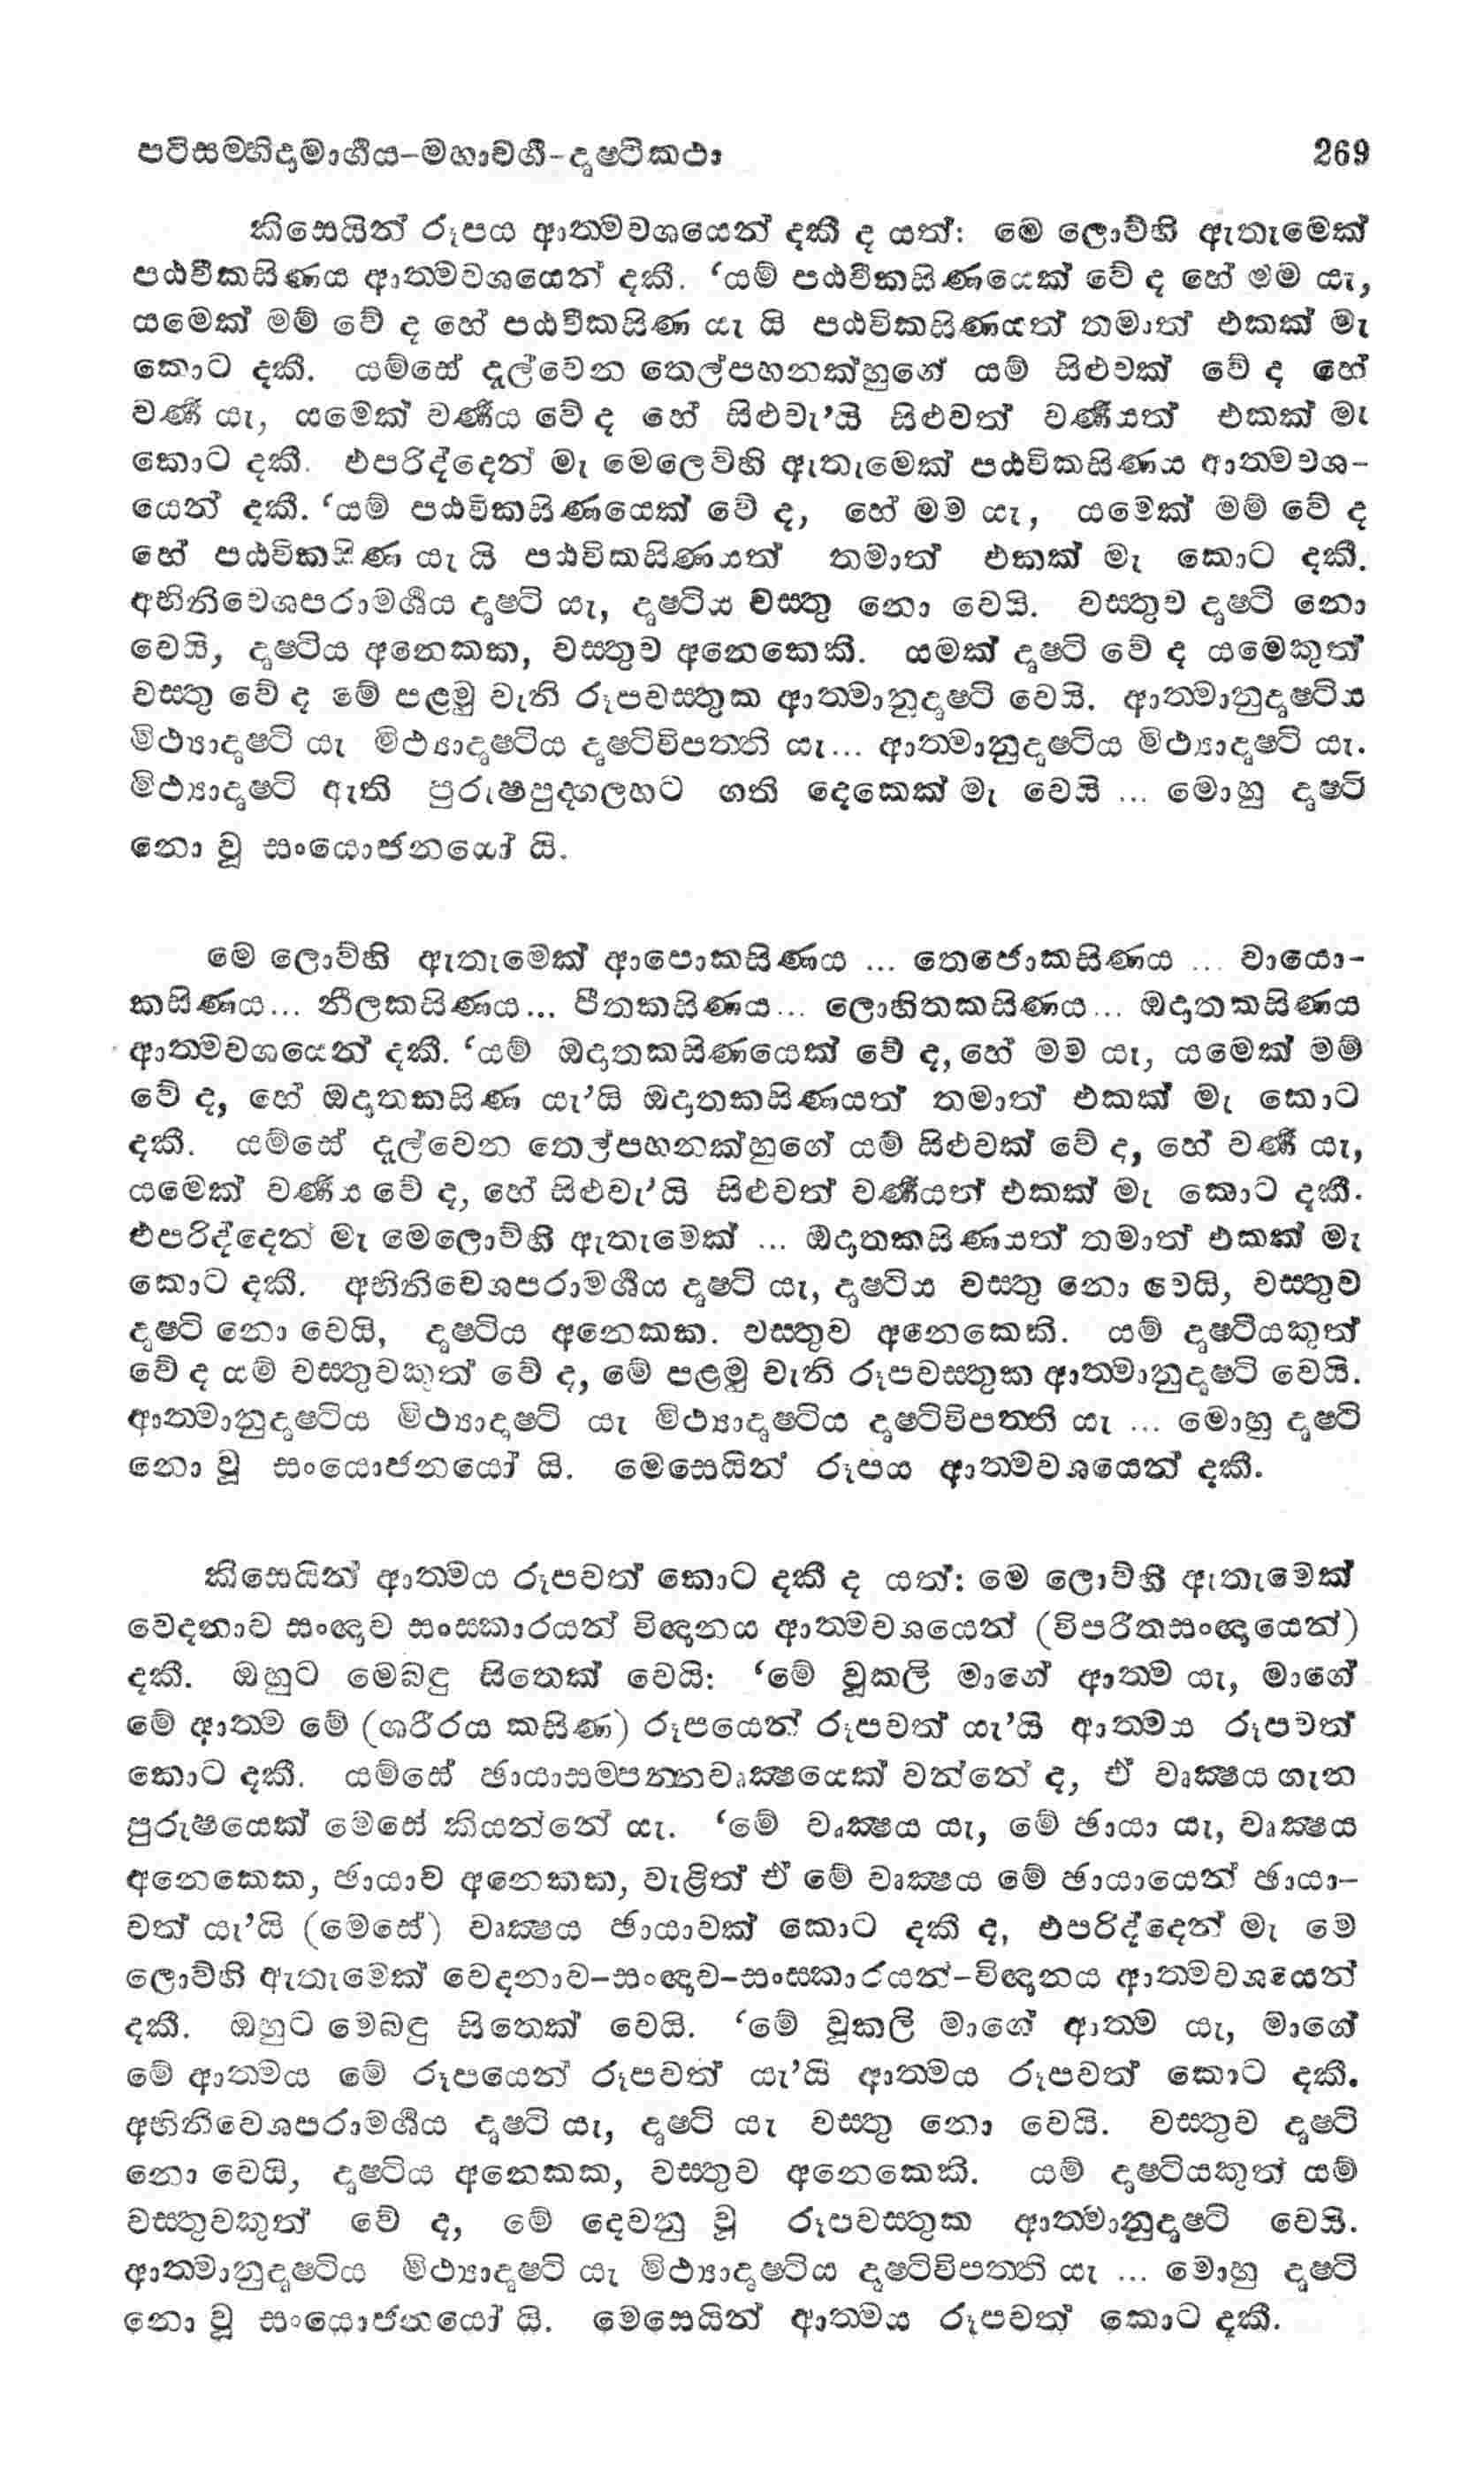 පටිසම්භිදාමාර්ගය-මහාවර්ග-දෘෂ්ටිකථා 269
කිසෙයින් රූපය ආත්මවශයෙන් දකී ද යත්: මෙ ලොව්හි ඇතැමෙක්
පඨවීකසිණය ආත්මවශයෙන් දකී. ‘යම් පඨවීකසිණයෙක් වේ ද හේ මම යැ,
යමෙක් මම් වේ ද හේ පඨවීකසිණ යැ යි පඨවිකසිණයත් තමාත් එකක් මැ
කොට දකී. යම්සේ දැල්වෙන තෙල්පහනක්හුගේ යම් සිළුවක් වේ ද හේ
වර්ණ යැ, යමෙක් වර්ණය වේ ද හේ සිළුවැ’යි සිළුවත් වර්ණයත් එකක් මැ
කොට දකී. එපරිද්දෙන් මැ මෙලෙව්හි ඇතැමෙක් පඨවිකසිණය ආත්මවශ-
යෙන් දකී. ‘යම් පඨවිකසිණයෙක් වේ ද, හේ මම යැ, යමෙක් මම් වේ ද
හේ පඨවිකසිණ යැ යි පඨවිකසිණයත් තමාත් එකක් මැ කොට දකී.
අභිනිවෙශපරාමර්ශය දෘෂ්ටි යැ, දෘෂ්ටිය වස්තු නො වෙයි. වස්තුව දෘෂ්ටි නො
වෙයි, දෘෂ්ටිය අනෙකක, වස්තුව අනෙකෙකී. යමක් දෘෂ්ටි වේ ද යමෙකුත්
වස්තු වේ ද මේ පළමු වැනි රූපවස්තුක ආත්මානුදෘෂ්ටි වෙයි. ආත්මානුදෘෂ්ටිය
මිථ්‍යාදෘෂ්ටි යැ මිථ්‍යාදෘෂ්ටිය දෘෂ්ටිවිපත්ති යැ... ආත්මානුදෘෂ්ටිය මිථ්‍යාදෘෂ්ටි යැ.
මිථ්‍යාදෘෂ්ටි ඇති පුරුෂපුද්ගලහට ගති දෙකෙක් මැ වෙයි ... මොහු දෘෂ්ටි
නො වූ සංයොජනයෝ යි.
මෙ ලොව්හි ඇතැමෙක් ආපොකසිණය ... තෙජොකසිණය ... වායො-
කසිණය... නීලකසිණය... පීතකසිණය... ලොහිතකසිණය... ඔදාතකසිණය
ආත්මවශයෙන් දකී. ‘යම් ඔදාතකසිණයෙක් වේ ද, හේ මම යැ, යමෙක් මම්
වේ ද, හේ ඔදාතකසිණ යැ’යි ඔදාතකසිණයත් තමාත් එකක් මැ කොට
දකී. යම්සේ දැල්වෙන තෙල්පහනක්හුගේ යම් සිළුවක් වේ ද, හේ වර්ණ යැ,
යමෙක් වර්ණය වේ ද, හේ සිළුවැ’යි සිළුවත් වර්ණයත් එකක් මැ කොට දකී.
එපරිද්දෙන් මැ මෙලොව්හි ඇතැමෙක් ... ඔදාතකසිණයත් තමාත් එකක් මැ
කොට දකී. අභිනිවෙශපරාමර්ශය දෘෂ්ටි යැ, දෘෂ්ටිය වස්තු නො වෙයි, වස්තුව
දෘෂ්ටි නො වෙයි, දෘෂ්ටිය අනෙකක. වස්තුව අනෙකෙකි. යම් දෘෂ්ටියකුත්
වේ ද යම් වස්තුවකුත් වේ ද, මේ පළමු වැනි රූපවස්තුක ආත්මානුදෘෂ්ටි වෙයි.
ආත්මානුදෘෂ්ටිය මිථ්‍යාදෘෂ්ටි යැ මිථ්‍යාදෘෂ්ටිය දෘෂ්ටිවිපත්ති යැ ... මොහු දෘෂ්ටි
නො වූ සංයොජනයෝ යි. මෙසෙයින් රූපය ආත්මවශයෙන් දකී.
කිසෙයින් ආත්මය රූපවත් කොට දකී ද යත්: මෙ ලොව්හි ඇතැමෙක්
වෙදනාව සංඥාව සංස්කාරයන් විඥානය ආත්මවශයෙන් (විපරීතසංඥායෙන්)
දකී. ඔහුට මෙබඳු සිතෙක් වෙයි: ‘මේ වූකලි මාගේ ආත්ම යැ, මාගේ
මේ ආත්ම මේ (ශරීරය කසිණ) රූපයෙන් රූපවත් යැ’යි ආත්මය රූපවත්
කොට දකී. යම්සේ ඡායාසම්පන්නවෘක්ෂයෙක් වන්නේ ද, ඒ වෘක්ෂය ගැන
පුරුෂයෙක් මෙසේ කියන්නේ යැ. ‘මේ වෘක්ෂය යැ, මේ ඡායා යැ, වෘක්ෂය
අනෙකෙක, ඡායාව අනෙකක, වැළිත් ඒ මේ වෘක්ෂය මේ ඡායායෙන් ඡායා-
වත් යැ’යි (මෙසේ) වෘක්ෂය ඡායාවක් කොට දකී ද, එපරිද්දෙන් මැ මෙ
ලොව්හි ඇතැමෙක් වෙදනාව-සංඥාව-සංස්කාරයන්-විඥානය ආත්මවශයෙන්
දකී. ඔහුට මෙබඳු සිතෙක් වෙයි. ‘මේ වූකලි මාගේ ආත්ම යැ, මාගේ
මේ ආත්මය මේ රූපයෙන් රූපවත් යැ’යි ආත්මය රූපවත් කොට දකී.
අභිනිවෙශපරාමර්ශය දෘෂ්ටි යැ, දෘෂ්ටි යැ වස්තු නො වෙයි. වස්තුව දෘෂ්ටි
නො වෙයි, දෘෂ්ටිය අනෙකක, වස්තුව අනෙකෙකි. යම් දෘෂ්ටියකුත් යම්
වස්තුවකුත් වේ ද, මේ දෙවනු වූ රූපවස්තුක ආත්මානුදෘෂ්ටි වෙයි.
ආත්මානුදෘෂ්ටිය මිථ්‍යාදෘෂ්ටි යැ මිථ්‍යාදෘෂ්ටිය දෘෂ්ටිවිපත්ති යැ ... මොහු දෘෂ්ටි
නො වූ සංයොජනයෝ යි. මෙසෙයින් ආත්මය රූපවත් කොට දකී.